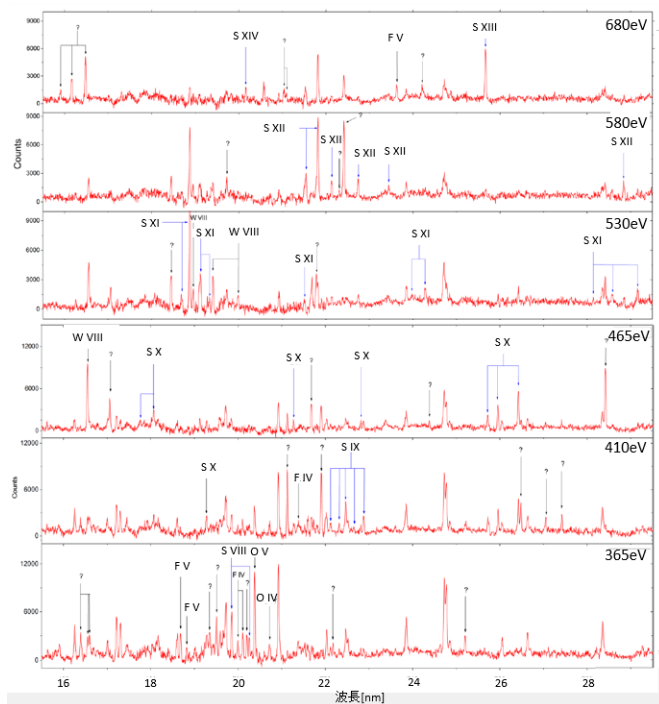 680eV
9000
6000
3000
0
?
S XIV
?
F V
?
S XIII
580eV
9000
6000
3000
0
Counts
?
S XII
S XII
?
?
S XII
S XII
S XII
530eV
9000
6000
3000
0
?
S XI
W VIII
S XI
W VIII
S XI
?
S XI
S XI
465eV
12000
6000
0
Counts
W VIII
?
S X
S X
?
S X
?
S X
?
410eV
12000
6000
0
Counts
S X
?
F IV
?
S IX
?
?
?
365eV
12000
6000
0
?
F V
F V
?
?
S VIII
F IV
?
O V
O IV
?
?
16 18 20 22 24 26 28
波長[nm]